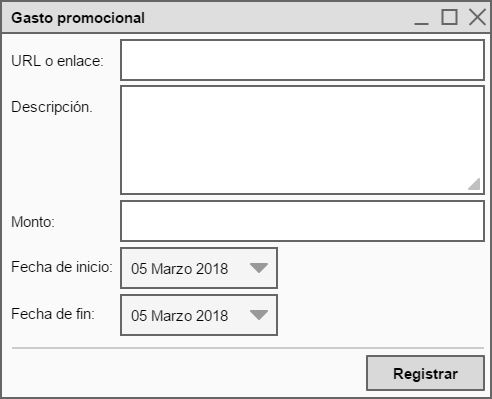 Gasto promocional
URL o enlace:
Descripción.
Monto:
Fecha de inicio: 05 Marzo 2018
Fecha de fin: 05 Marzo 2018
Registrar